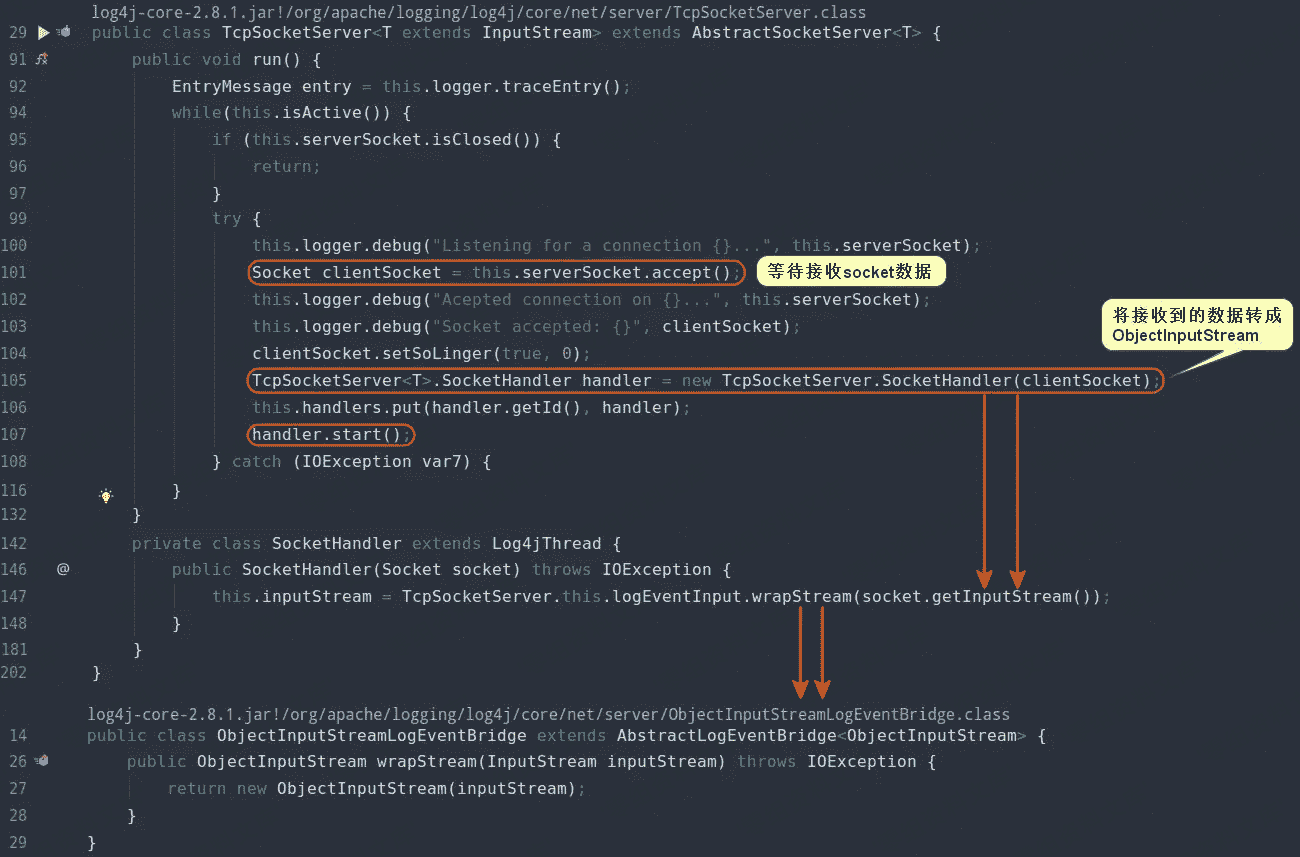 log4j-core-2.8.1.jar!/org/apache/logging/log4j/core/net/server/TcpSocketServer.class
29 public class TcpSocketServer<T extends InputStream> extends AbstractSocketServer<T> {
91 public void run() {
92 EntryMessage entry = this.logger.traceEntry();
94 while(this.isActive()) {
95 if (this.serverSocket.isClosed()) {
96 return;
97 }
99 try {
100 this.logger.debug("Listening for a connection {}...", this.serverSocket);
101 Socket clientSocket = this.serverSocket.accept(); 等待接收socket数据
102 this.logger.debug("Acepted connection on {}...", this.serverSocket);
103 this.logger.debug("Socket accepted: {}", clientSocket);
将接收到的数据转成
ObjectInputStream
104 clientSocket.setSoLinger(true, 0);
105 TcpSocketServer<T>.SocketHandler handler = new TcpSocketServer.SocketHandler(clientSocket);
106 this.handlers.put(handler.getId(), handler);
107 handler.start();
108 } catch (IOException var7) {
116 }
132 }
142 private class SocketHandler extends Log4jThread {
146 @ public SocketHandler(Socket socket) throws IOException {
147 this.inputStream = TcpSocketServer.this.logEventInput.wrapStream(socket.getInputStream());
148 }
181 }
202 }
log4j-core-2.8.1.jar!/org/apache/logging/log4j/core/net/server/ObjectInputStreamLogEventBridge.class
14 public class ObjectInputStreamLogEventBridge extends AbstractLogEventBridge<ObjectInputStream> {
26 public ObjectInputStream wrapStream(InputStream inputStream) throws IOException {
27 return new ObjectInputStream(inputStream);
28 }
29 }